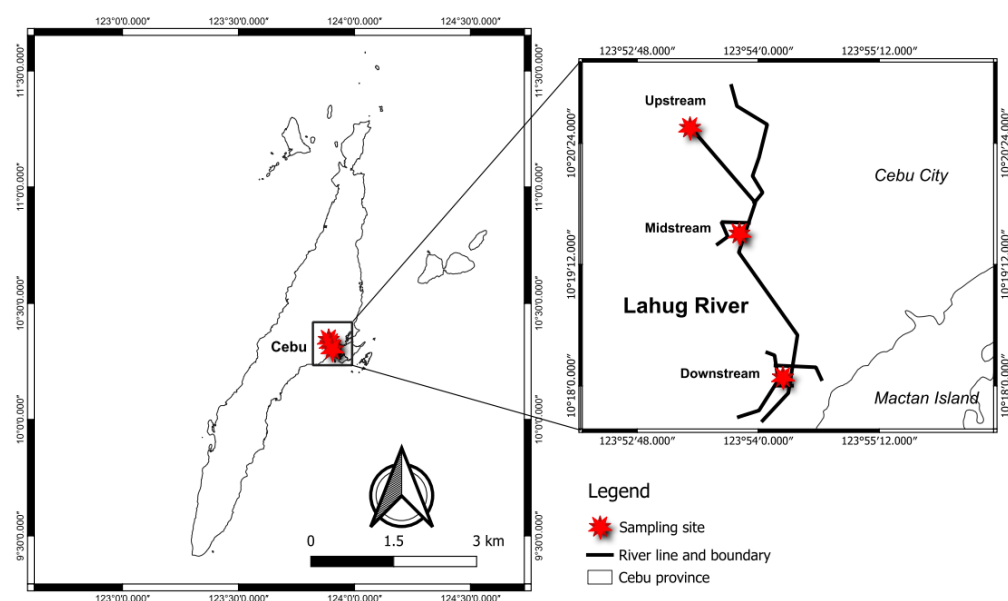 123°0'0.000" 123°30'0.000" 124°0'0.000" 124°30'0.000"
11°30'0.000" 11°30'0.000"
11°0'0.000" 11°0'0.000"
10°30'0.000" 10°30'0.000"
Cebu
10°0'0.000" 10°0'0.000"
9°30'0.000" 9°30'0.000"
0 1.5 3 km
123°0'0.000" 123°30'0.000" 124°0'0.000" 124°30'0.000"
123°52'48.000" 123°54'0.000" 123°55'12.000"
Upstream
10°20'24.000" 10°20'24.000"
Cebu City
Midstream
10°19'12.000" 10°19'12.000"
Lahug River
Downstream
10°18'0.000" 10°18'0.000"
Mactan Island
123°52'48.000" 123°54'0.000" 123°55'12.000"
Legend
Sampling site
River line and boundary
Cebu province